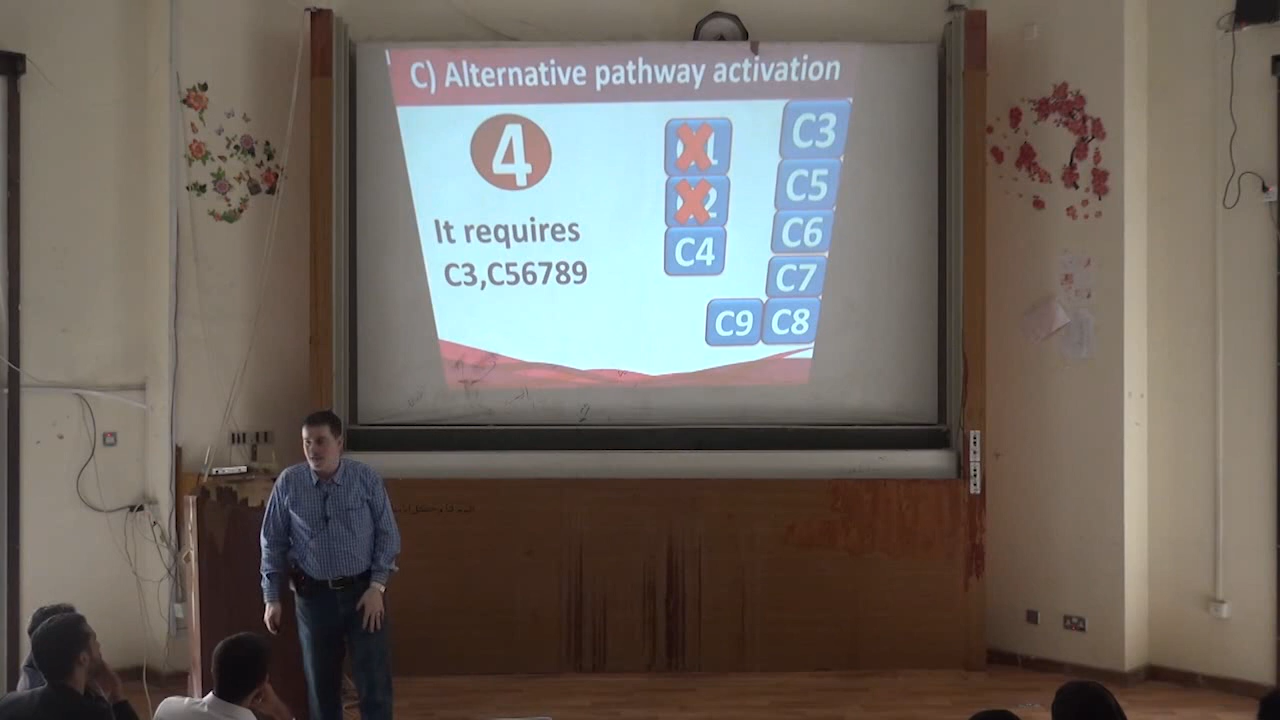 C) Alternative pathway activation
4
It requires
C3,C56789
C4
C3
C5
C6
C7
C9
C8